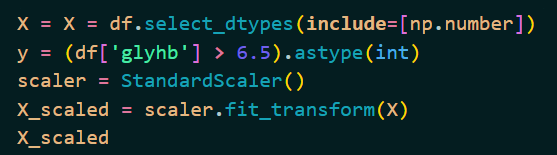 X = X = df.select_dtypes(include=[np.number])
y = (df['glyhb'] > 6.5).astype(int)
scaler = StandardScaler()
X_scaled = scaler.fit_transform(X)
X_scaled